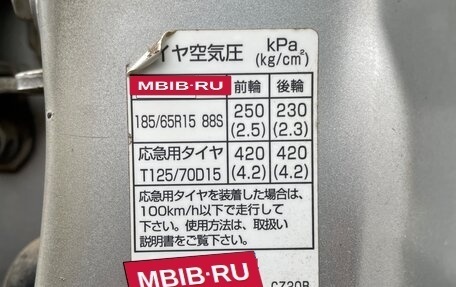 イヤ空気圧 kPa
(kg/cm²)
MBIB·RU 前輪 後輪
185/65R15 88S 250 230
(2.5) (2.3)
応急用タイヤ 420 420
T125/70D15 (4.2) (4.2)
応急用タイヤを装着した場合は、
100km/h以下で走行して
下さい。使用方法は、取扱い
説明書をご覧下さい。
MBIB·RU